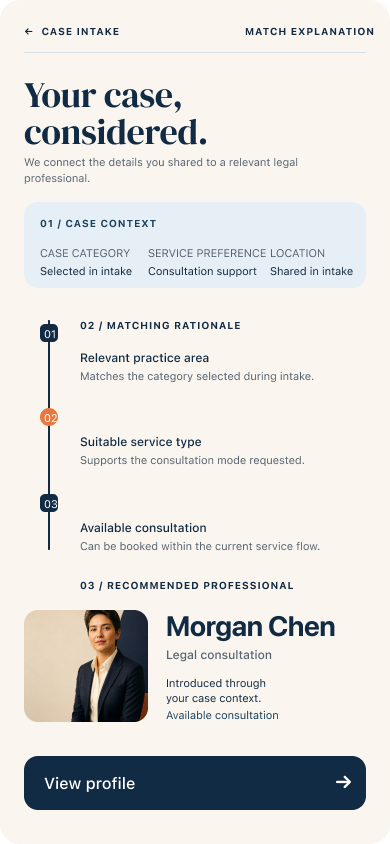 ← CASE INTAKE
MATCH EXPLANATION
Your case,
considered.
We connect the details you shared to a relevant legal
professional.
01 / CASE CONTEXT
CASE CATEGORY SERVICE PREFERENCE LOCATION
Selected in intake Consultation support Shared in intake
02 / MATCHING RATIONALE
01
Relevant practice area
Matches the category selected during intake.
02
Suitable service type
Supports the consultation mode requested.
03
Available consultation
Can be booked within the current service flow.
03 / RECOMMENDED PROFESSIONAL
Morgan Chen
Legal consultation
Introduced through
your case context.
Available consultation
View profile →